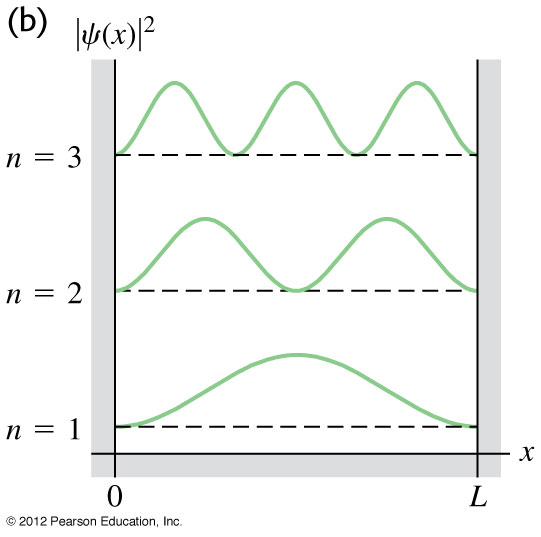 (b) |ψ(x)|²
n = 3
n = 2
n = 1
x
0 L
© 2012 Pearson Education, Inc.